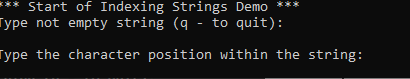 *** Start of Indexing Strings Demo ***
Type not empty string (q - to quit):
Type the character position within the string: